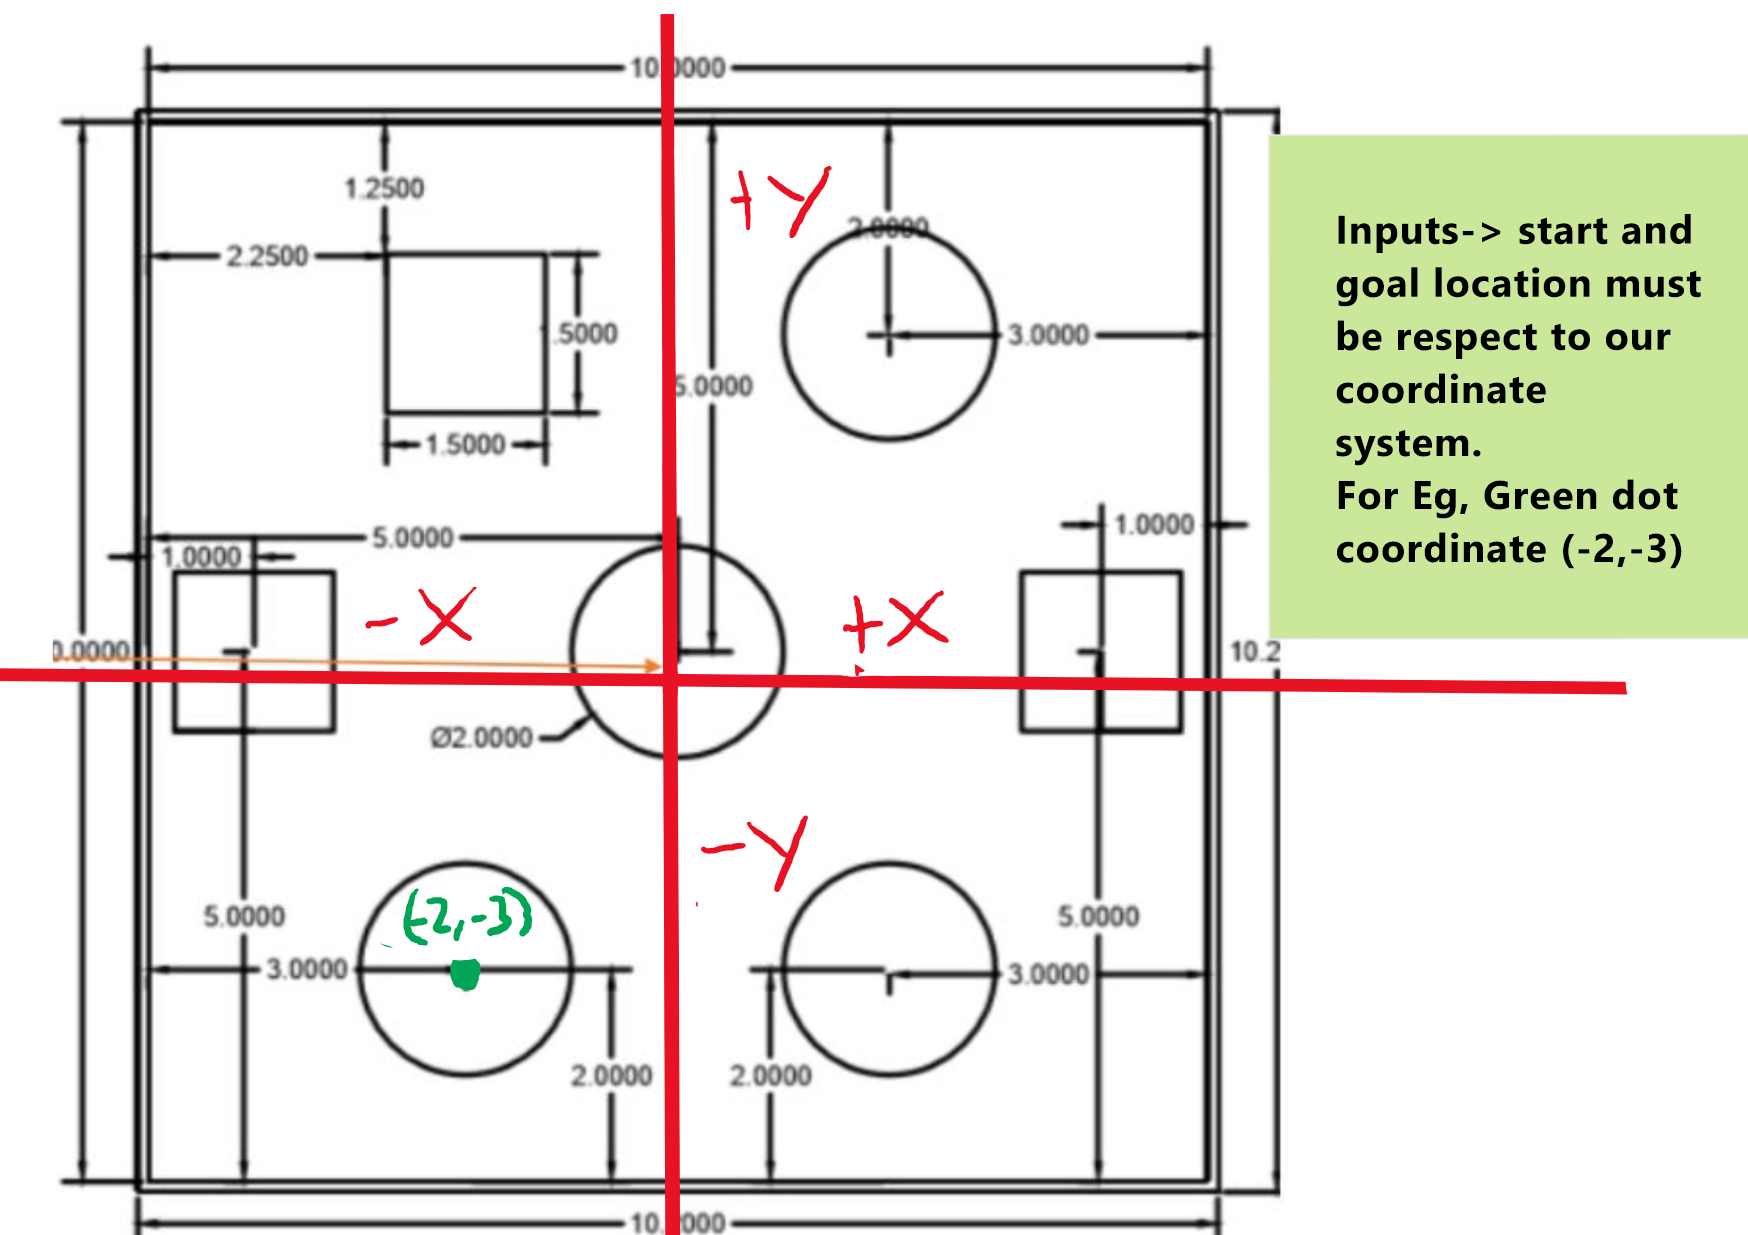 10.0000
1.2500
+Y
2.0000
2.2500
.5000
3.0000
5.0000
1.5000
Inputs-> start and
goal location must
be respect to our
coordinate
system.
For Eg, Green dot
coordinate (-2,-3)
5.0000
1.0000
1.0000
-X
+X
0.0000
10.2
Ø2.0000
-Y
(-2,-3)
5.0000
5.0000
3.0000
3.0000
2.0000
2.0000